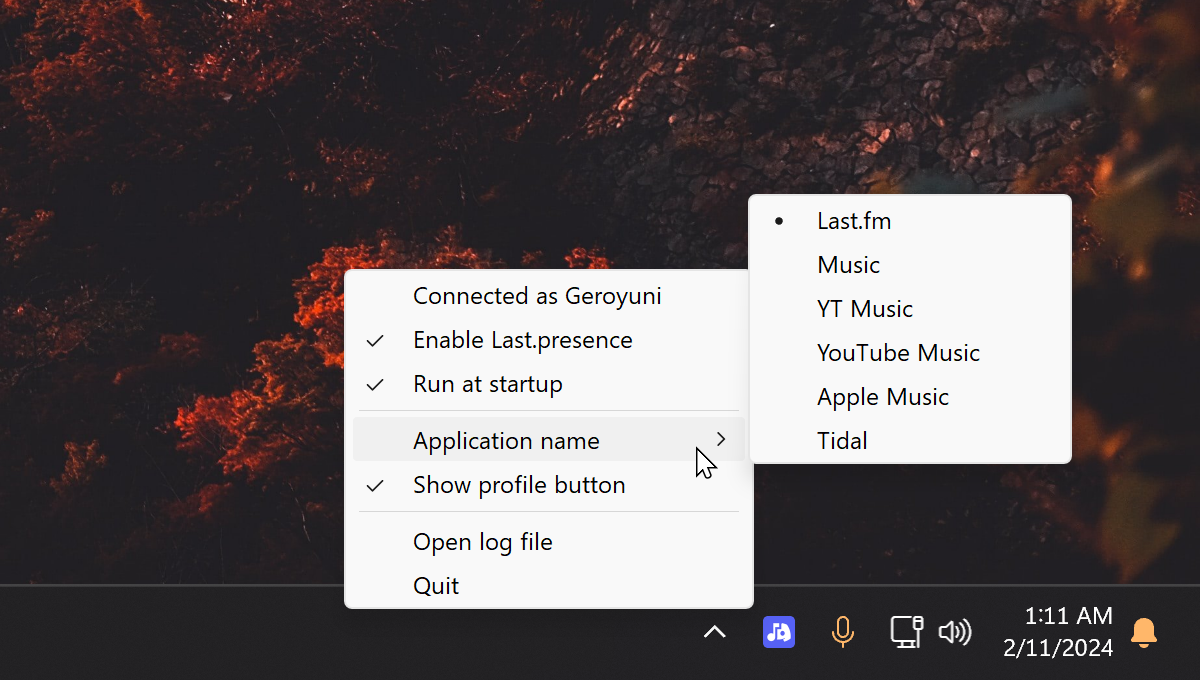 Connected as Geroyuni
Enable Last.presence
Run at startup
Application name
Show profile button
Open log file
Quit
Last.fm
Music
YT Music
YouTube Music
Apple Music
Tidal
1:11 AM
2/11/2024